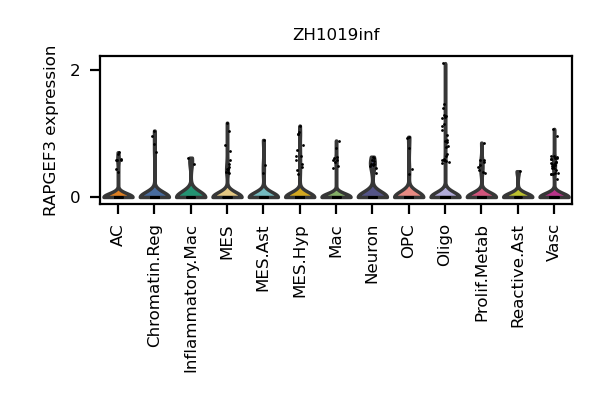 ZH1019inf
RAPGEF3 expression
2
0
AC
Chromatin.Reg
Inflammatory.Mac
MES
MES.Ast
MES.Hyp
Mac
Neuron
OPC
Oligo
Prolif.Metab
Reactive.Ast
Vasc